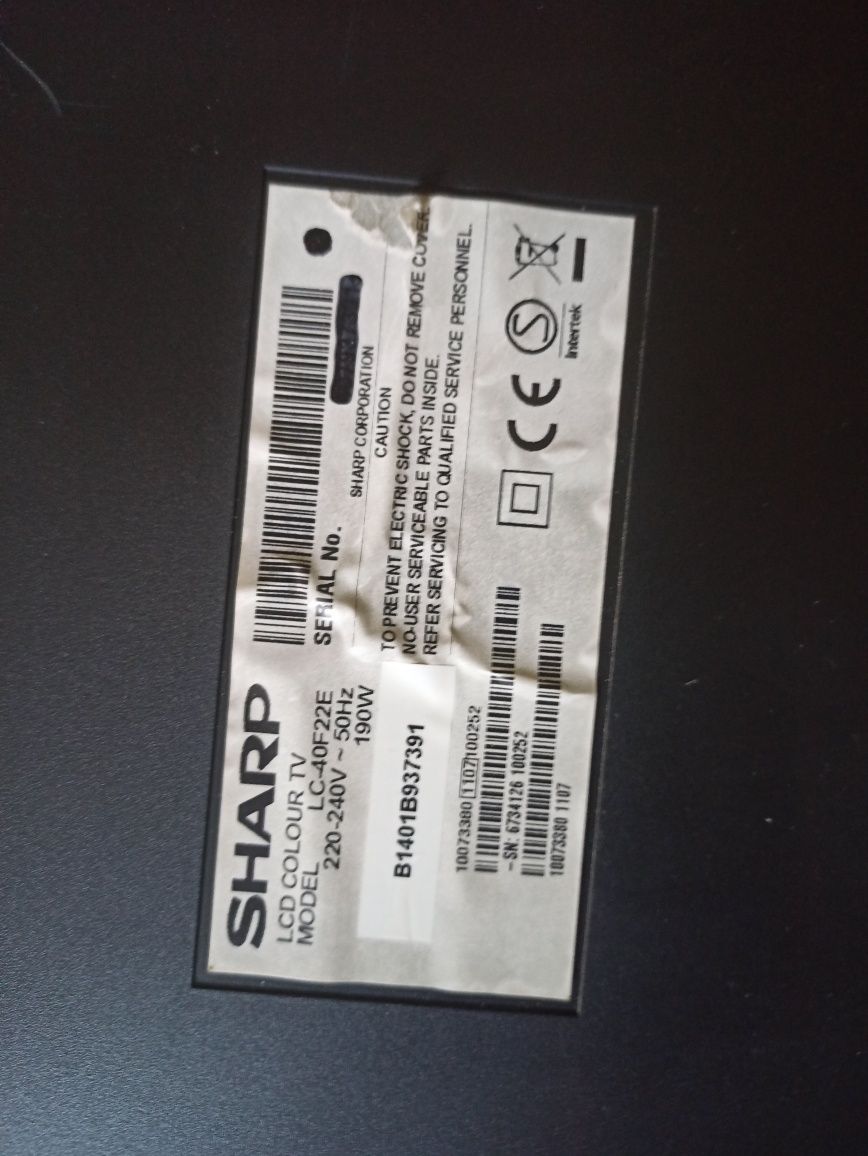 SHARP
LCD COLOUR TV
MODEL LC-40F22E
220-240V ~ 50Hz
190W
B1401B937391
10073380 1107 100252
-SN: 6734126 100252
10073380 1107
SERIAL No.
SHARP CORPORATION
CAUTION
TO PREVENT ELECTRIC SHOCK, DO NOT REMOVE COVER.
NO-USER SERVICEABLE PARTS INSIDE.
REFER SERVICING TO QUALIFIED SERVICE PERSONNEL.
CE
S
Intertek